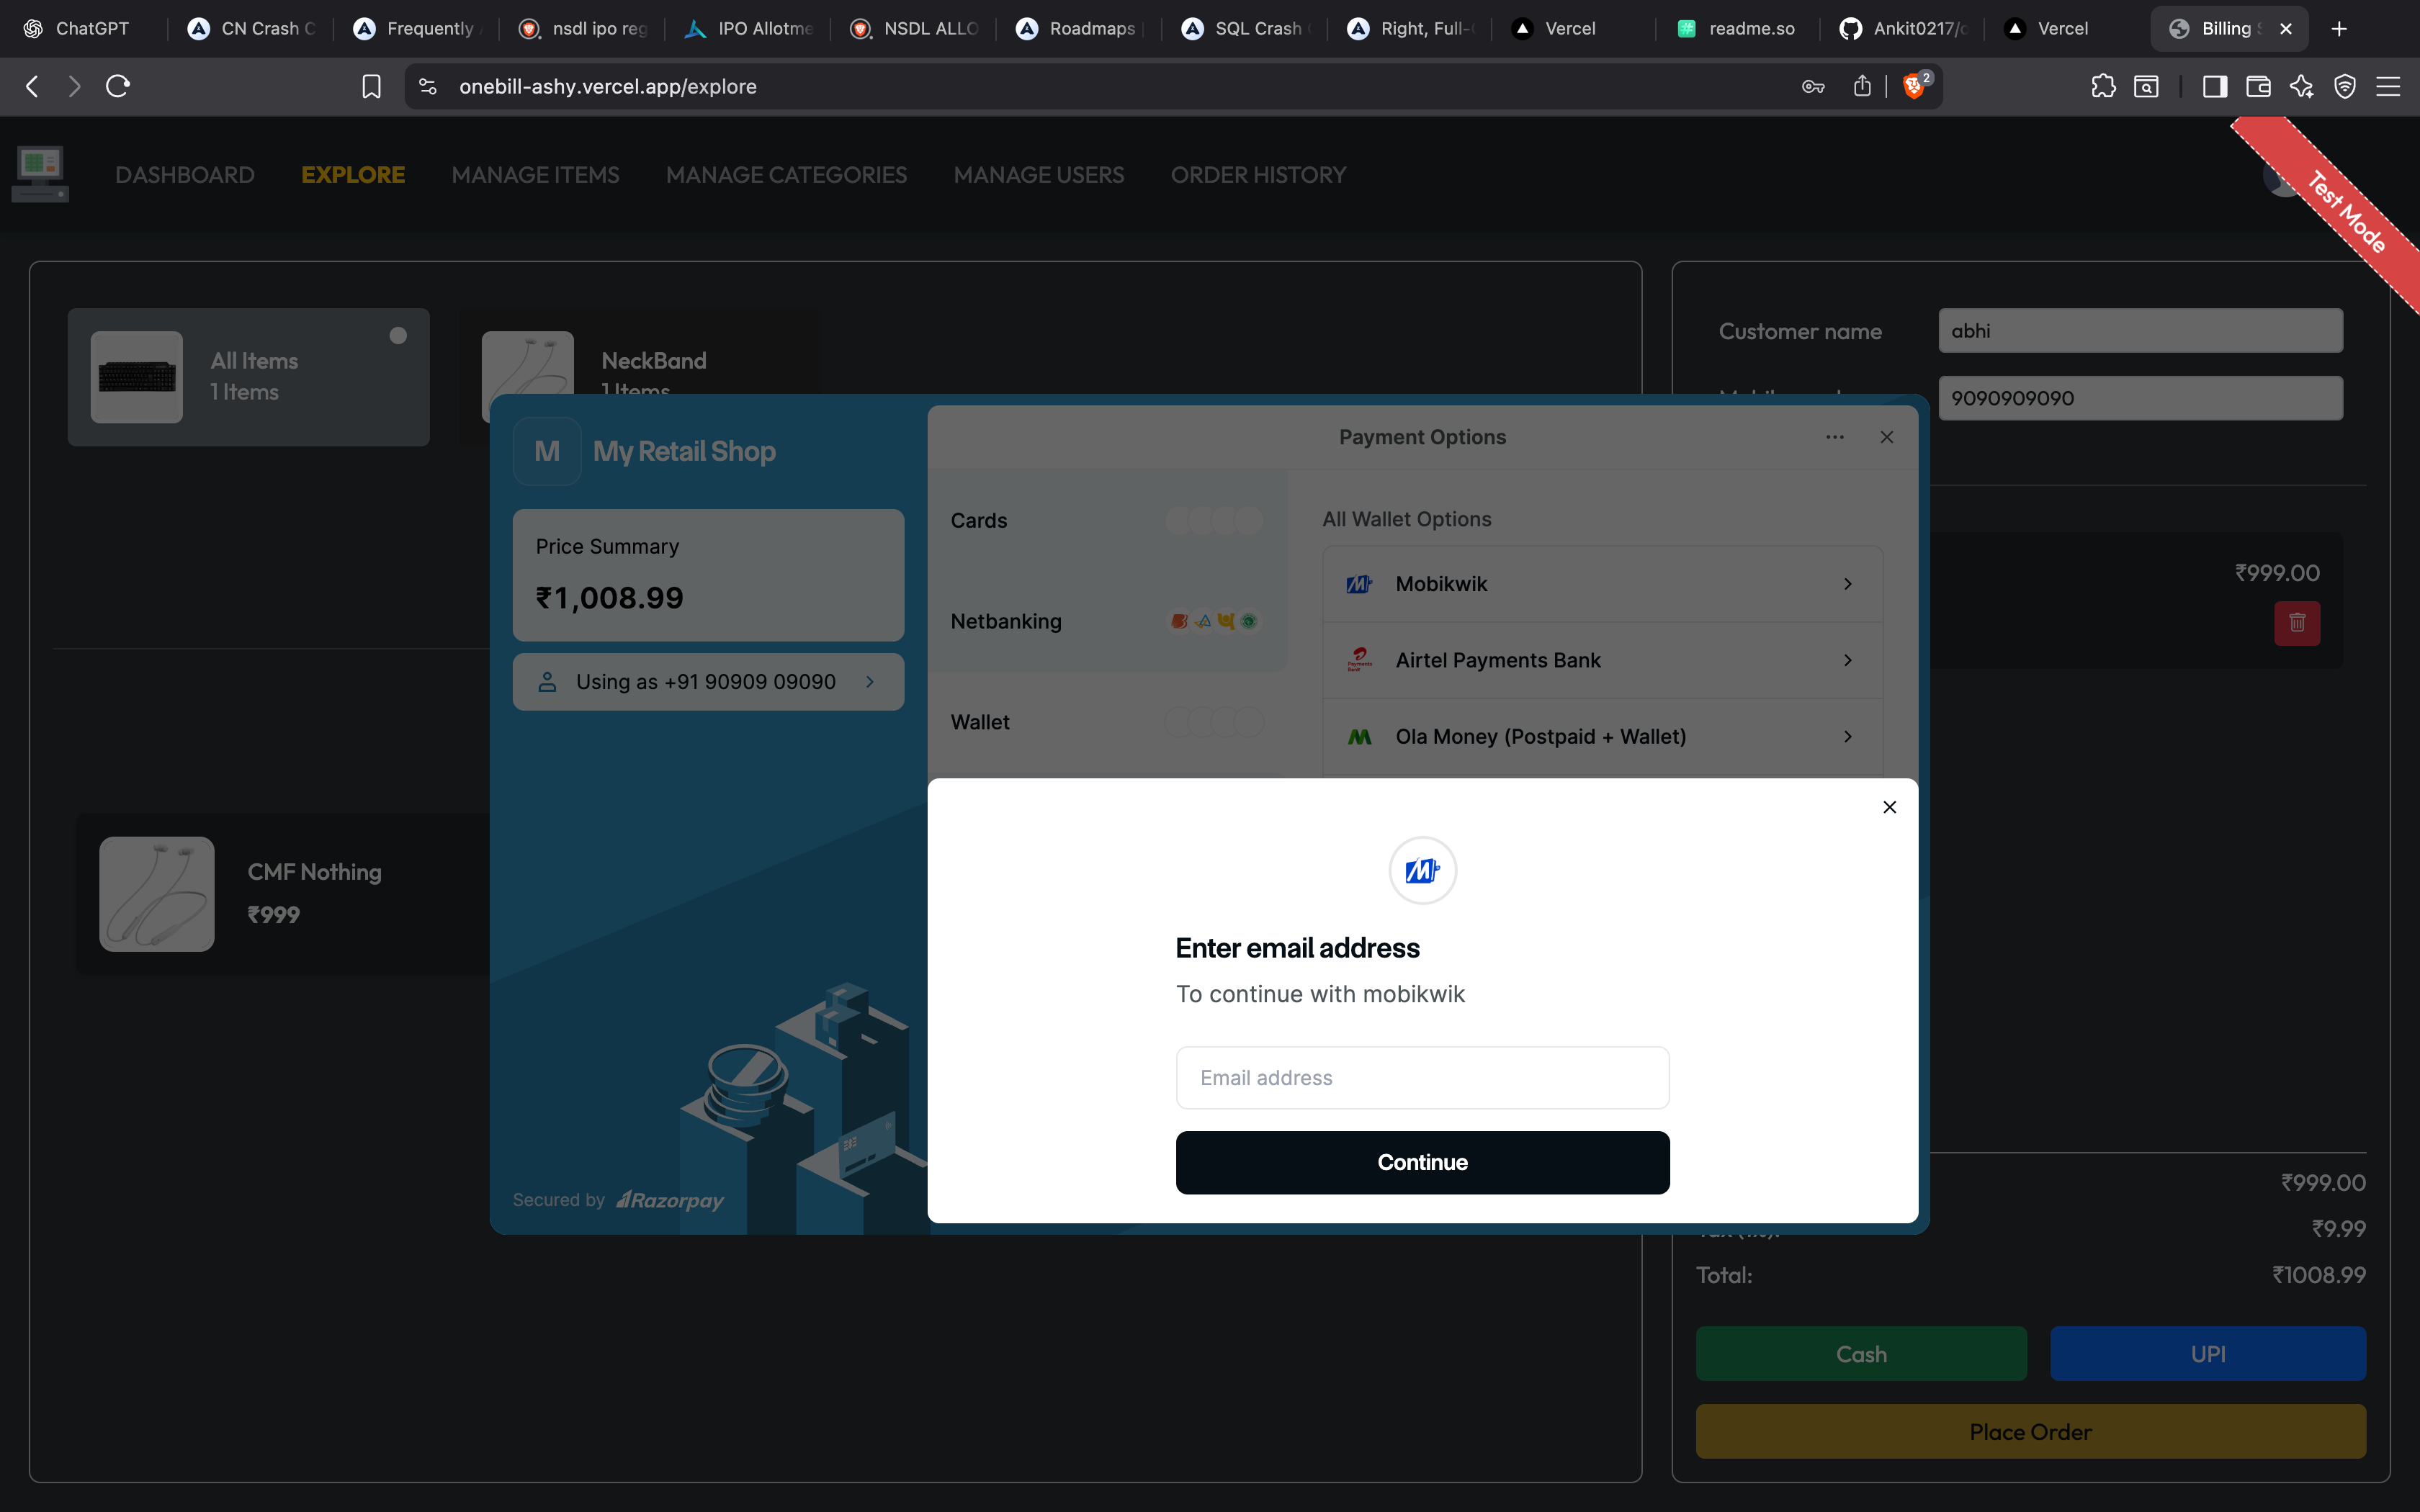 ChatGPT
CN Crash C
Frequently
nsdl ipo reg
IPO Allotme
NSDL ALLO
Roadmaps
SQL Crash
Right, Full-
Vercel
readme.so
Ankit0217/
Vercel
Billing
onebill-ashy.vercel.app/explore
2
DASHBOARD
EXPLORE
MANAGE ITEMS
MANAGE CATEGORIES
MANAGE USERS
ORDER HISTORY
Test Mode
All Items
1 Items
NeckBand
1 Items
Customer name
abhi
9090909090
M
My Retail Shop
Price Summary
₹1,008.99
Using as +91 90909 09090
Secured by Razorpay
Payment Options
Cards
Netbanking
Wallet
All Wallet Options
Mobikwik
Airtel Payments Bank
Ola Money (Postpaid + Wallet)
Enter email address
To continue with mobikwik
Email address
Continue
CMF Nothing
₹999
₹999.00
₹999.00
₹9.99
Total:
₹1008.99
Cash
UPI
Place Order